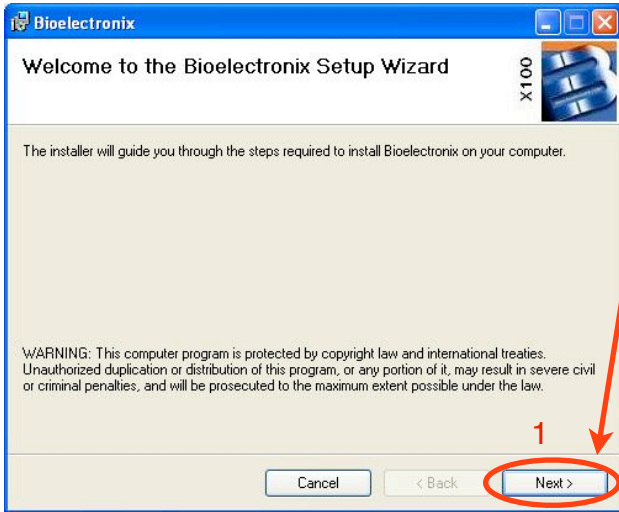 Bioelectronix
Welcome to the Bioelectronix Setup Wizard
X100
The installer will guide you through the steps required to install Bioelectronix on your computer.
WARNING: This computer program is protected by copyright law and international treaties.
Unauthorized duplication or distribution of this program, or any portion of it, may result in severe civil
or criminal penalties, and will be prosecuted to the maximum extent possible under the law.
1
Cancel
< Back
Next >